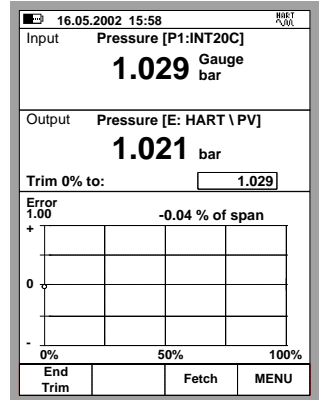 16.05.2002 15:58 HART
Input Pressure [P1:INT20C]
1.029 Gauge bar
Output Pressure [E: HART \ PV]
1.021 bar
Trim 0% to: 1.029
Error
1.00 -0.04 % of span
+
0
-
0% 50% 100%
End Trim Fetch MENU